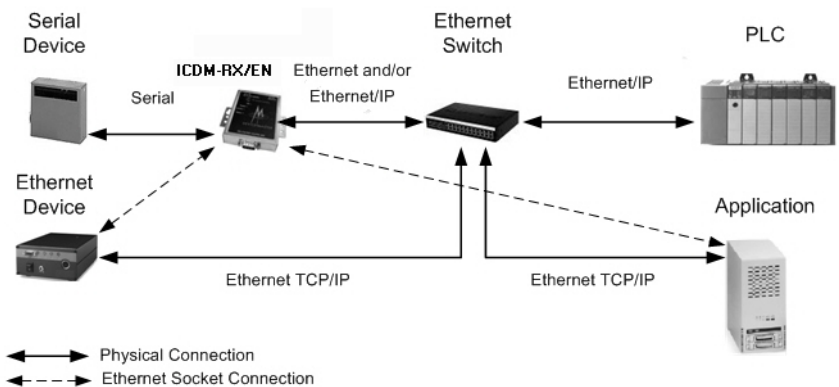 Serial
Device
ICDM-RX/EN
Ethernet
Switch
PLC
Serial
Ethernet and/or
Ethernet/IP
Ethernet/IP
Ethernet
Device
Application
Ethernet TCP/IP
Ethernet TCP/IP
Physical Connection
Ethernet Socket Connection